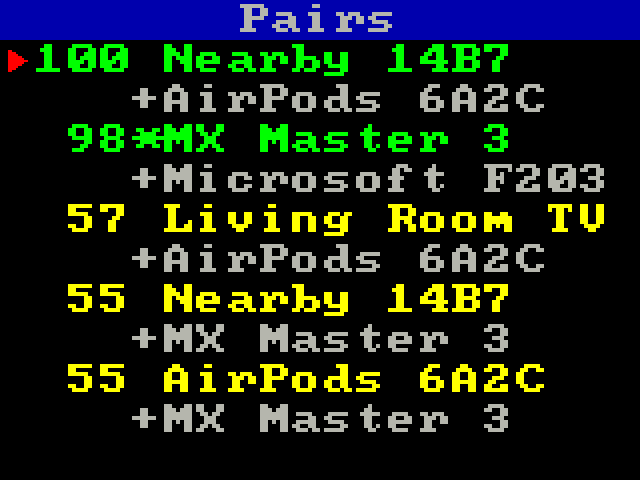 Pairs
►100 Nearby 14B7
+AirPods 6A2C
98*MX Master 3
+Microsoft F203
57 Living Room TV
+AirPods 6A2C
55 Nearby 14B7
+MX Master 3
55 AirPods 6A2C
+MX Master 3